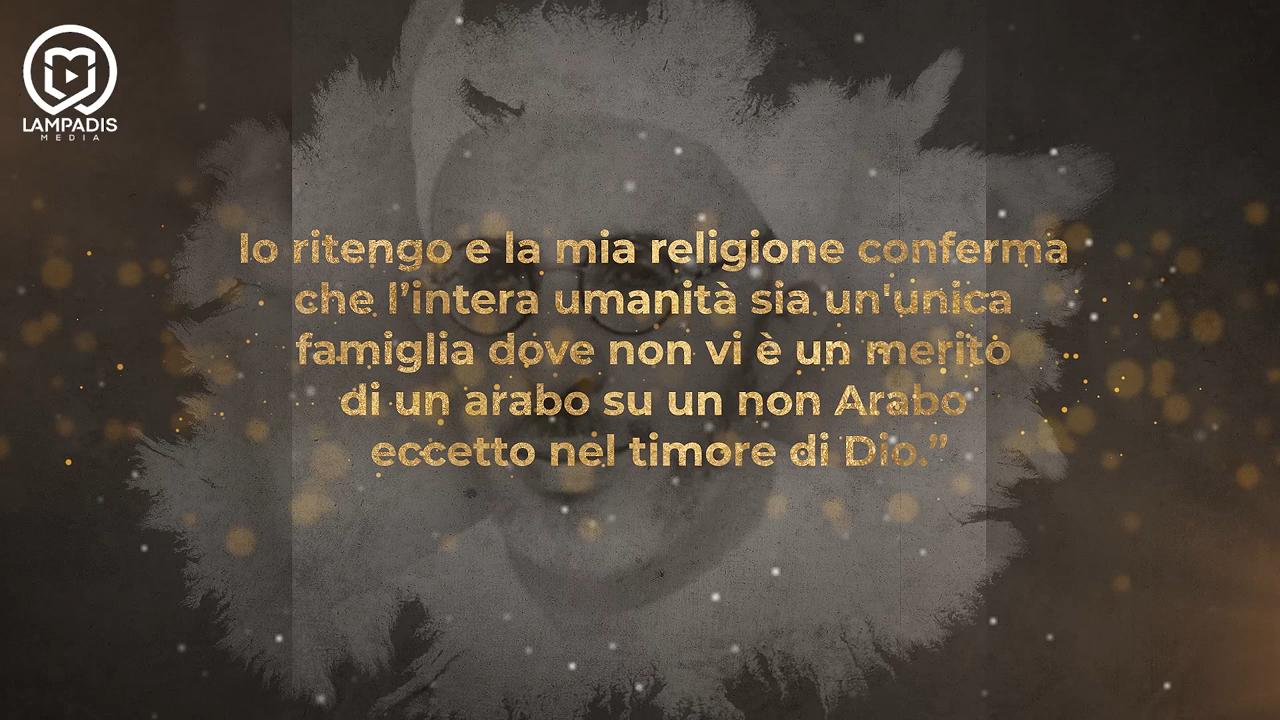 LAMPADIS
MEDIA
Io ritengo e la mia religione conferma
che l’intera umanità sia un'unica
famiglia dove non vi è un merito
di un arabo su un non Arabo
eccetto nel timore di Dio.”